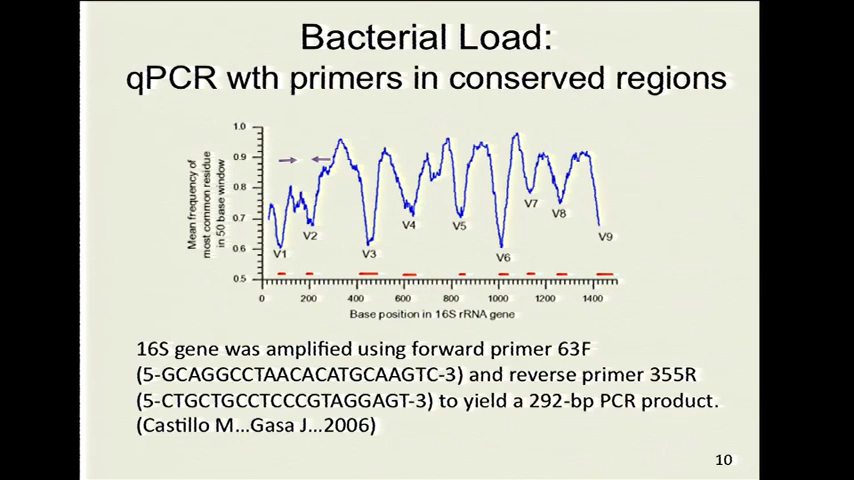 Bacterial Load:
qPCR wth primers in conserved regions
Mean frequency of
most common residue
in 50 base window
1.0
0.9
0.8
0.7
0.6
0.5
V1
V2
V3
V4
V5
V6
V7
V8
V9
0 200 400 600 800 1000 1200 1400
Base position in 16S rRNA gene
16S gene was amplified using forward primer 63F
(5-GCAGGCCTAACACATGCAAGTC-3) and reverse primer 355R
(5-CTGCTGCCTCCCGTAGGAGT-3) to yield a 292-bp PCR product.
(Castillo M…Gasa J…2006)
10